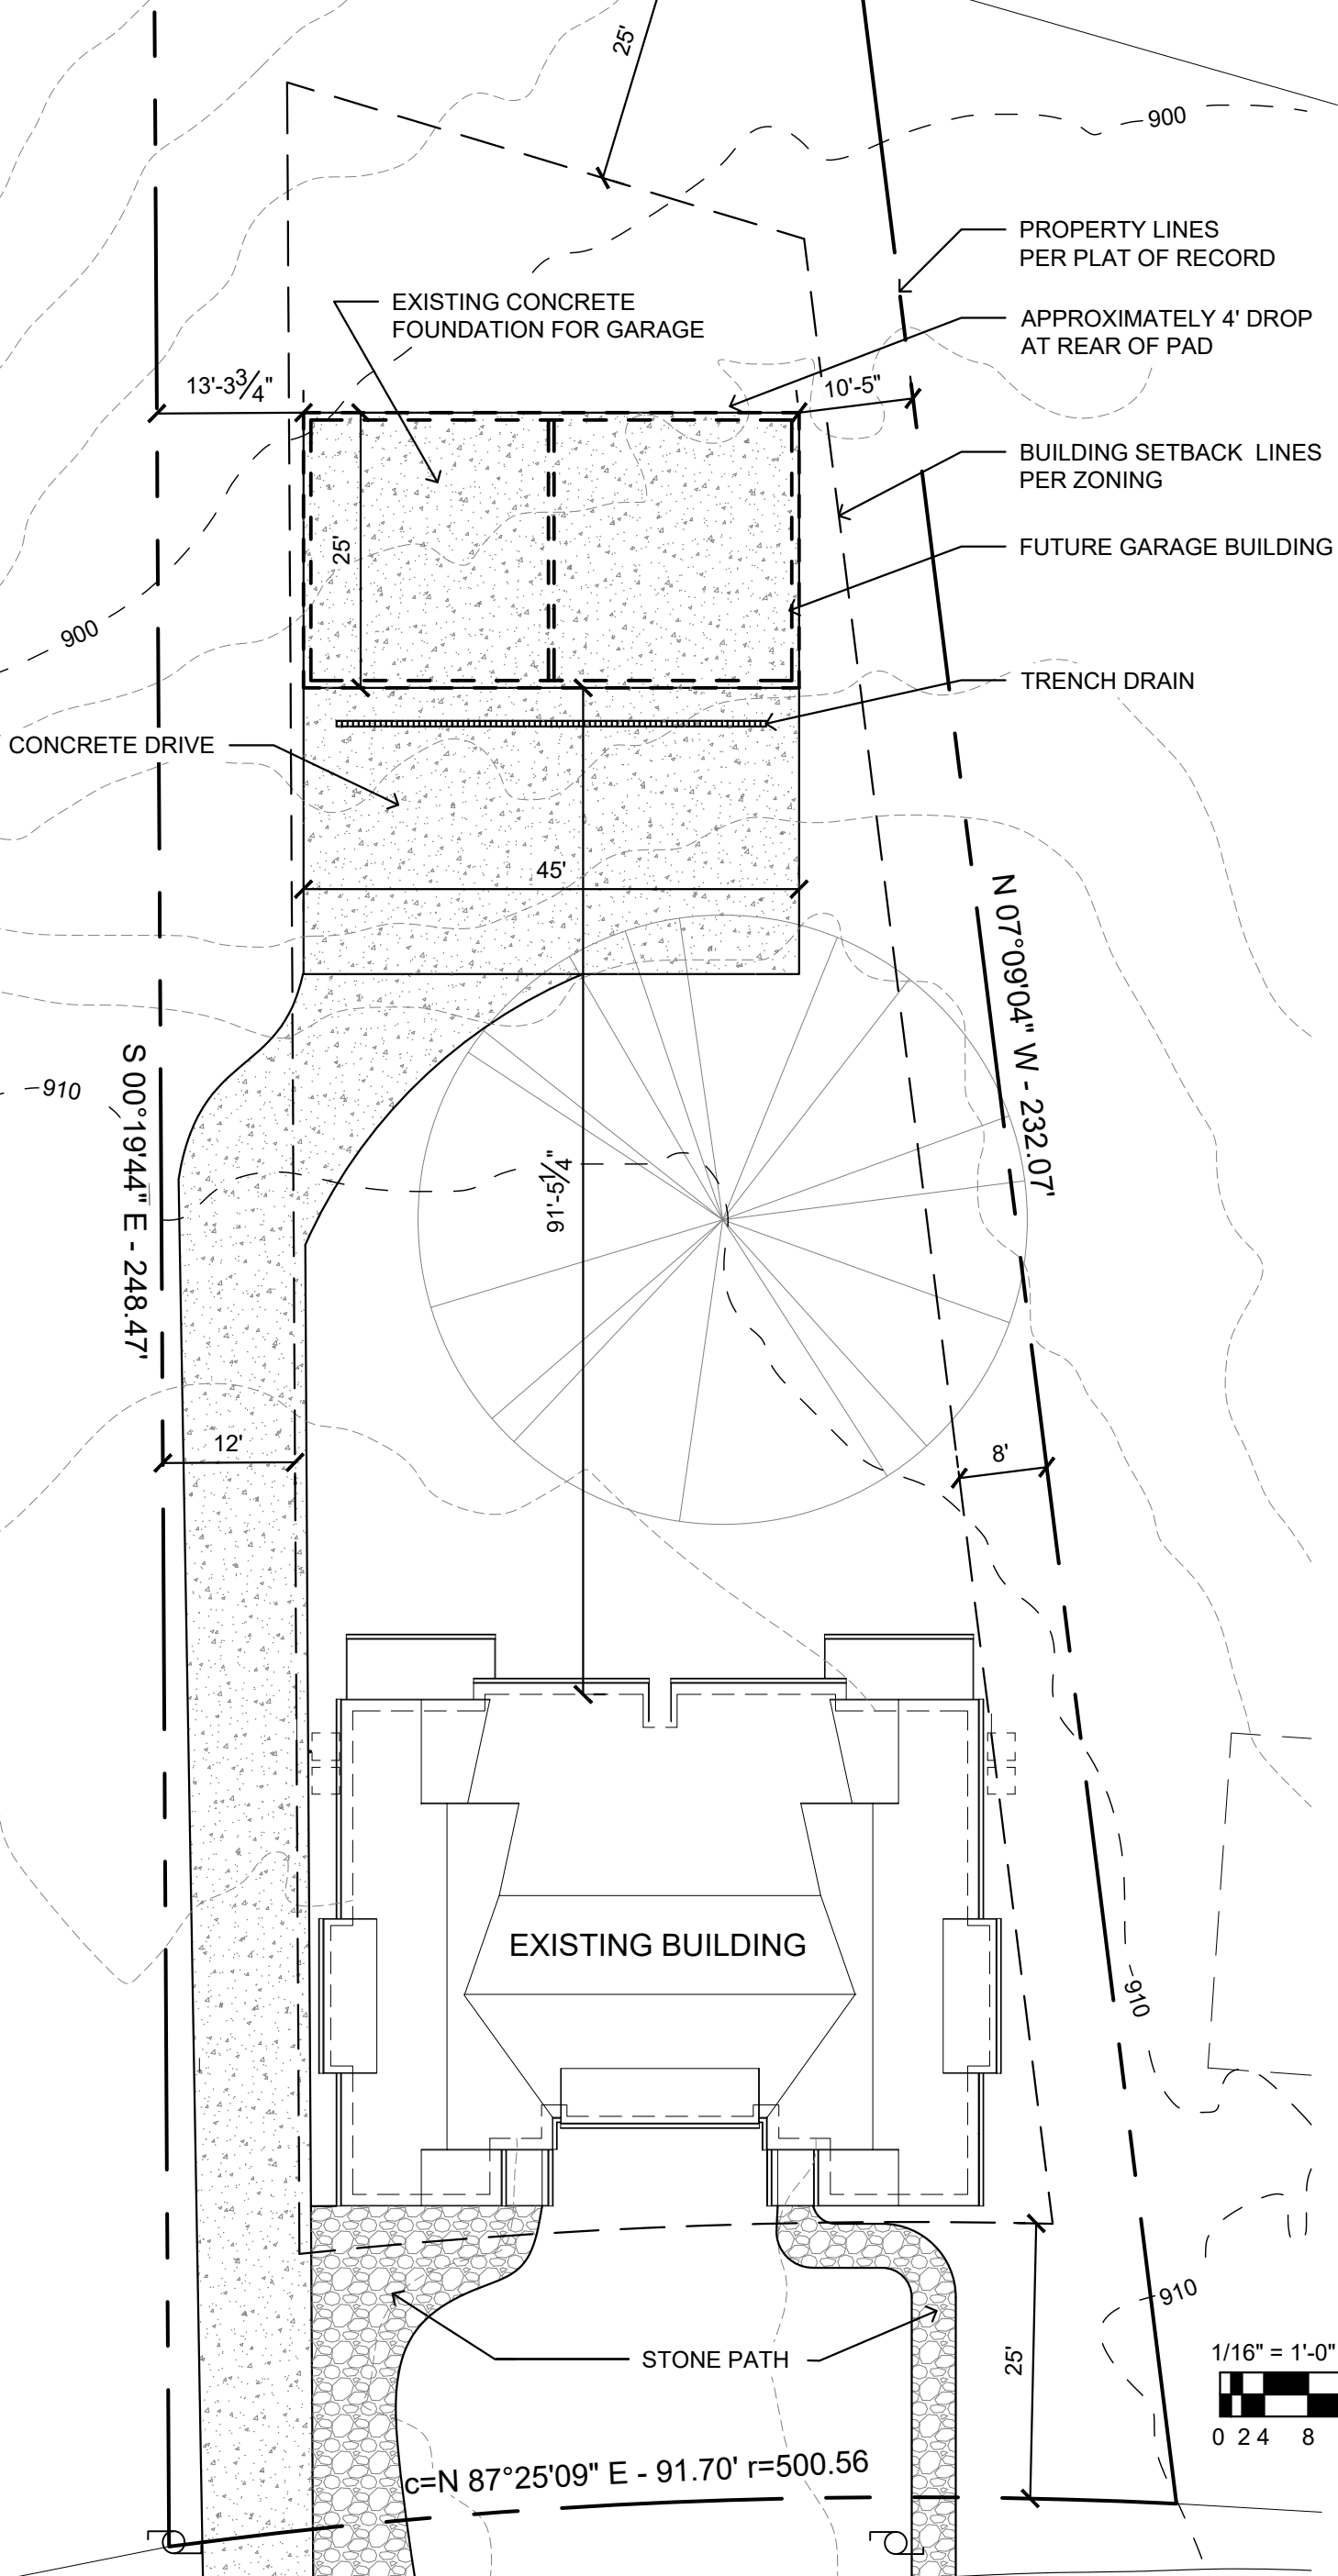 25'
900
PROPERTY LINES
PER PLAT OF RECORD
EXISTING CONCRETE
FOUNDATION FOR GARAGE
APPROXIMATELY 4' DROP
AT REAR OF PAD
13'-3 3/4"
10'-5"
BUILDING SETBACK LINES
PER ZONING
25'
FUTURE GARAGE BUILDING
900
TRENCH DRAIN
CONCRETE DRIVE
45'
N 07°09'04" W - 232.07'
S 00°19'44" E - 248.47'
910
91'-5 1/4"
12'
8'
EXISTING BUILDING
910
910
STONE PATH
25'
1/16" = 1'-0"
0 2 4 8
c=N 87°25'09" E - 91.70' r=500.56